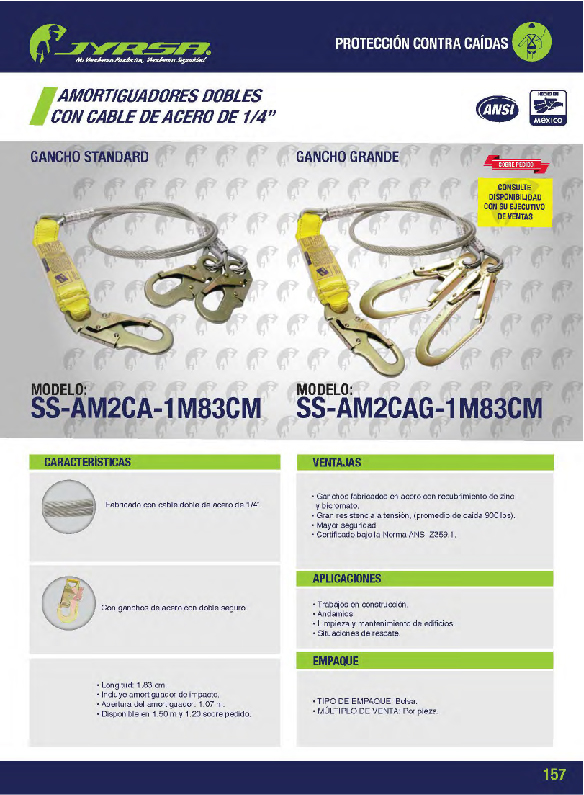 JYRSA.
PROTECCIÓN CONTRA CAÍDAS
AMORTIGUADORES DOBLES
CON CABLE DE ACERO DE 1/4"
ANSI
HECHO EN
MEXICO
GANCHO STANDARD
GANCHO GRANDE
SOBRE PEDIDO
CONSULTE
DISPONIBILIDAD
CON SU EJECUTIVO
DE VENTAS
MODELO:
SS-AM2CA-1M83CM
MODELO:
SS-AM2CAG-1M83CM
CARACTERÍSTICAS
Fabricado con cable doble de acero de 1/4"
Con ganchos de acero con doble seguro
• Longitud: 1.83 cm
• Incluye amortiguador de impacto.
• Apertura del amortiguador: 1.07 m.
• Disponible en 1.50 m y 1.20 sobre pedido.
VENTAJAS
• Ganchos fabricados en acero con recubrimiento de zinc
y bicromato.
• Gran resistencia a tensión, (promedio de caída 900 lbs).
• Mayor seguridad
• Certificado bajo la Norma ANSI Z359.1.
APLICACIONES
• Trabajos en construcción.
• Andamios
• Limpieza y mantenimiento de edificios
• Situaciones de rescate.
EMPAQUE
• TIPO DE EMPAQUE: Bolsa.
• MÚLTIPLO DE VENTA: Por pieza.
157